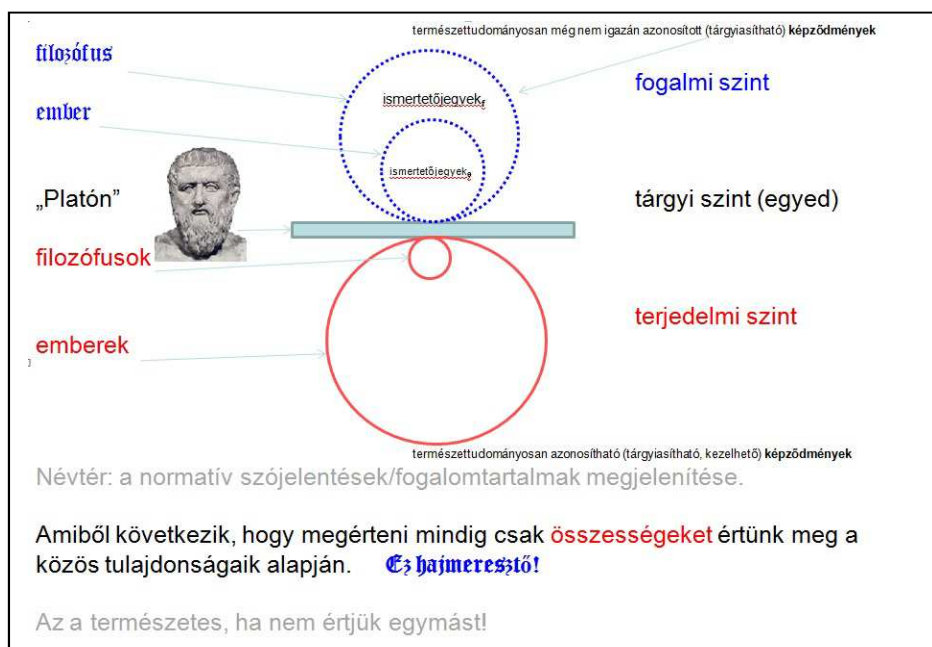 természettudományosan még nem igazán azonosított (tárgyiasítható) képződmények
filozófus
ismertetőjegyek_f
fogalmi szint
ember
ismertetőjegyek_e
„Platón”
tárgyi szint (egyed)
filozófusok
terjedelmi szint
emberek
természettudományosan azonosítható (tárgyiasítható, kezelhető) képződmények
Névtér: a normatív szójelentések/fogalomtartalmak megjelenítése.
Amiből következik, hogy megérteni mindig csak összességeket értünk meg a
közös tulajdonságaik alapján. Ez hajmeresztő!
Az a természetes, ha nem értjük egymást!